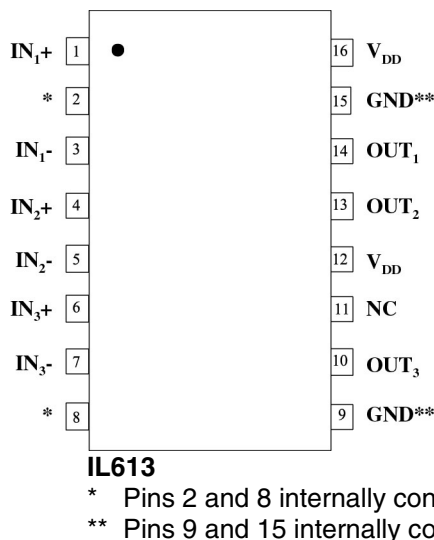 IN₁+ 1 16 V_DD
* 2 15 GND**
IN₁- 3 14 OUT₁
IN₂+ 4 13 OUT₂
IN₂- 5 12 V_DD
IN₃+ 6 11 NC
IN₃- 7 10 OUT₃
* 8 9 GND**
IL613
* Pins 2 and 8 internally con
** Pins 9 and 15 internally co